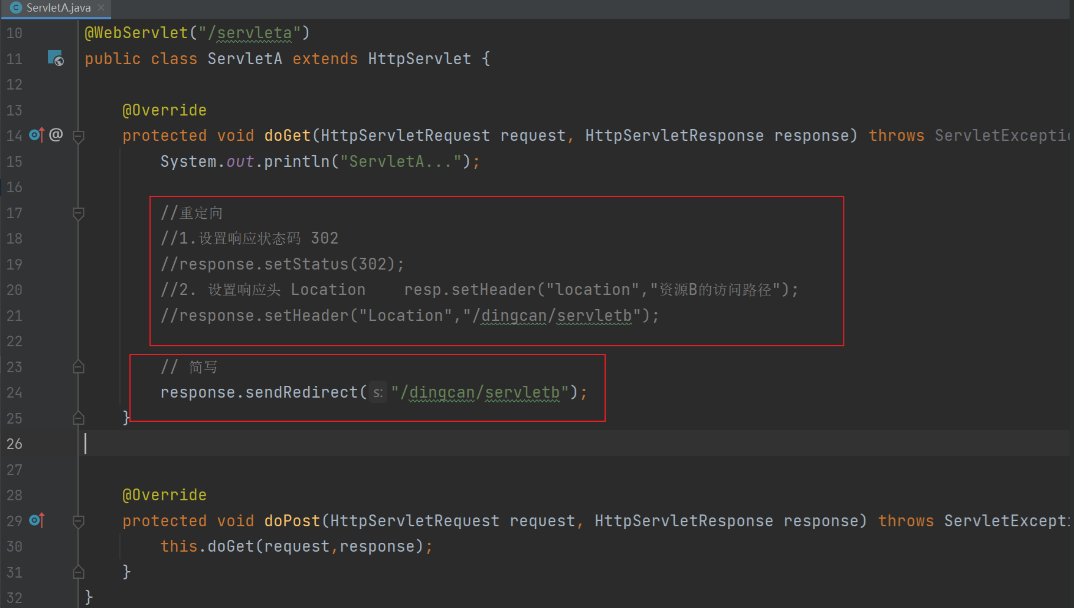 ServletA.java
10 @WebServlet("/servleta")
11 public class ServletA extends HttpServlet {
12
13 @Override
14 protected void doGet(HttpServletRequest request, HttpServletResponse response) throws ServletExceptio
15 System.out.println("ServletA...");
16
17 //重定向
18 //1.设置响应状态码 302
19 //response.setStatus(302);
20 //2. 设置响应头 Location resp.setHeader("location","资源B的访问路径");
21 //response.setHeader("Location","/dingcan/servletb");
22
23 // 简写
24 response.sendRedirect( s: "/dingcan/servletb");
25 }
26
27
28 @Override
29 protected void doPost(HttpServletRequest request, HttpServletResponse response) throws ServletExcepti
30 this.doGet(request,response);
31 }
32 }